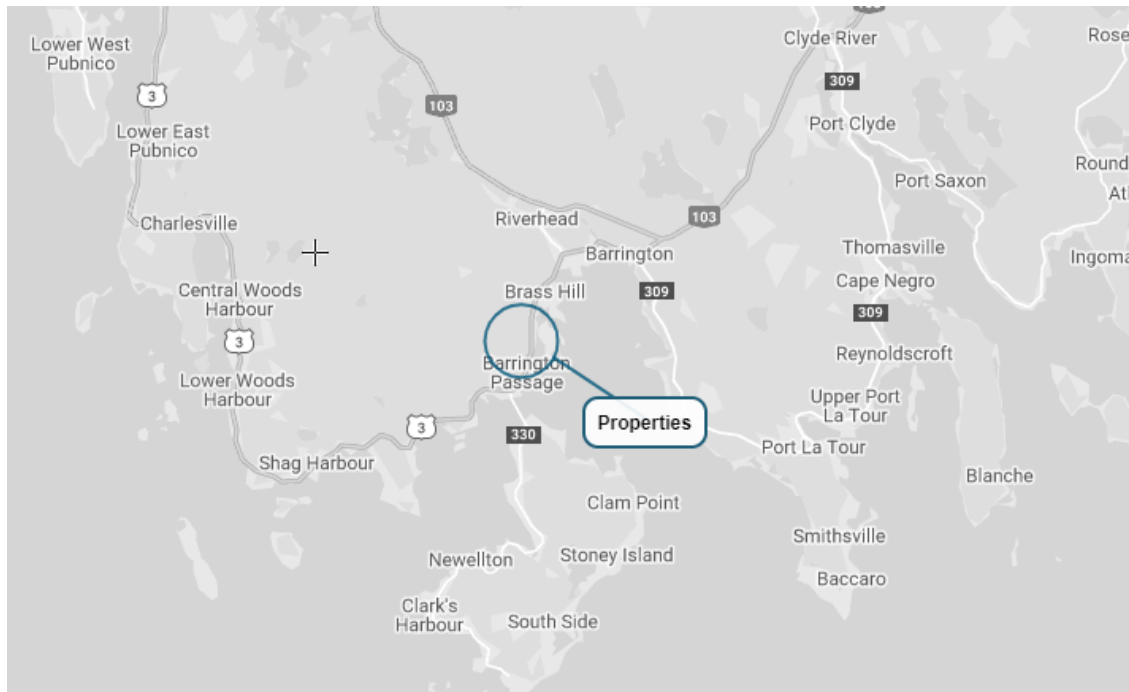 103
Clyde River
Rose
Lower West
Pubnico
309
3
103
Port Clyde
Lower East
Pubnico
Round
Port Saxon
Atl
Riverhead
103
Charlesville
Thomasville
Barrington
Ingoma
Cape Negro
Central Woods
Harbour
Brass Hill
309
309
3
Reynoldscroft
Barrington
Passage
Lower Woods
Harbour
Upper Port
La Tour
Properties
3
330
Port La Tour
Shag Harbour
Blanche
Clam Point
Smithsville
Newellton
Stoney Island
Baccaro
Clark's
Harbour
South Side